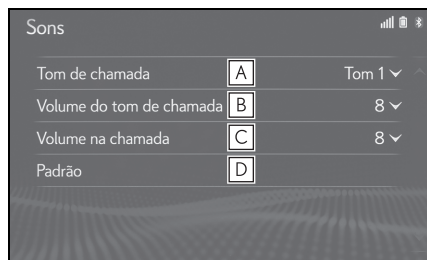 Sons
Tom de chamada A Tom 1
Volume do tom de chamada B 8
Volume na chamada C 8
Padrão D